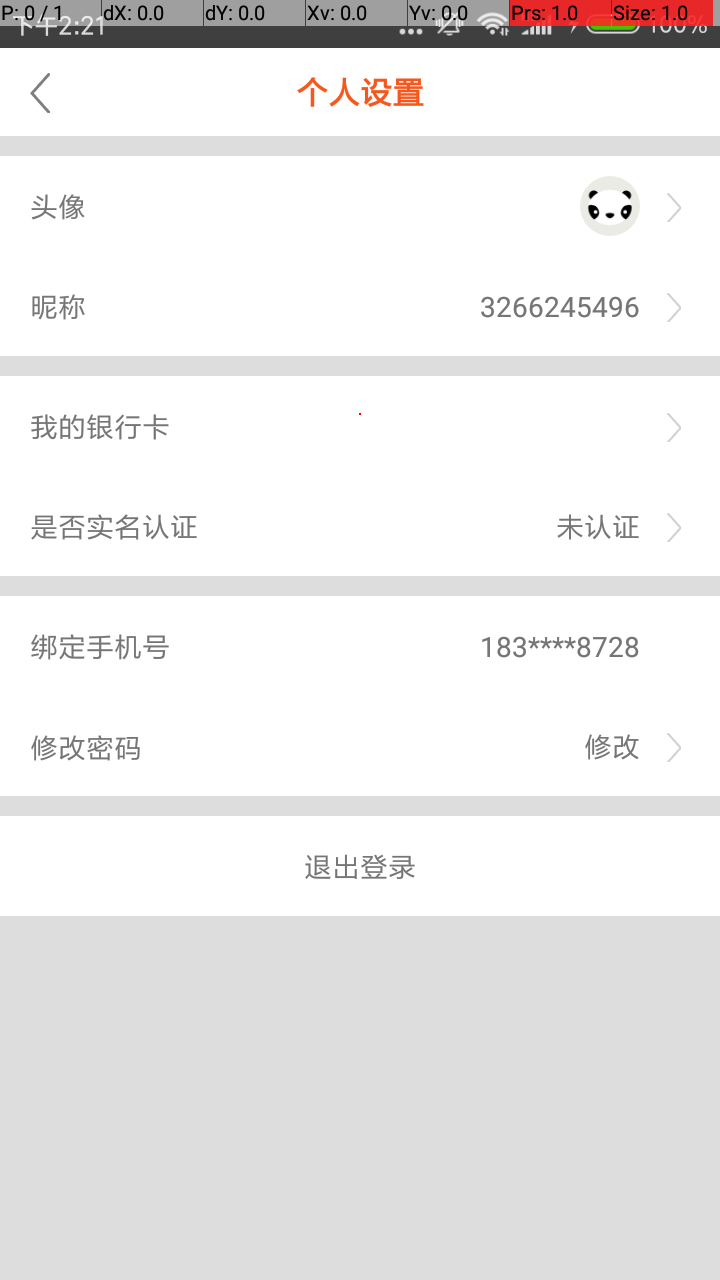 P: 0 / 1 dX: 0.0 dY: 0.0 Xv: 0.0 Yv: 0.0 Prs: 1.0 Size: 1.0
下午2:21 100%
个人设置
头像
昵称 3266245496
我的银行卡
是否实名认证 未认证
绑定手机号 183****8728
修改密码 修改
退出登录